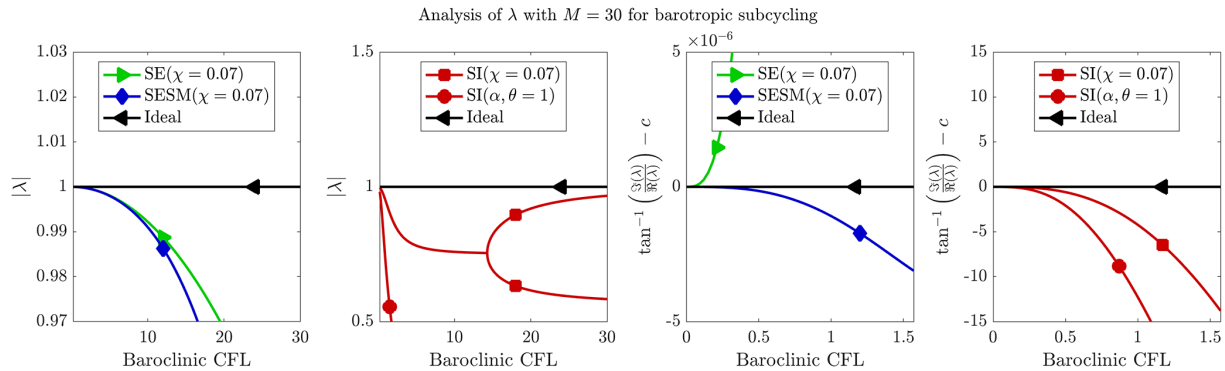 Analysis of λ with M = 30 for barotropic subcycling
1.03
1.02
1.01
1
0.99
0.98
0.97
|λ|
SE(χ = 0.07)
SESM(χ = 0.07)
Ideal
10
20
30
Baroclinic CFL
1.5
1
0.5
|λ|
SI(χ = 0.07)
SI(α, θ = 1)
Ideal
0
10
20
30
Baroclinic CFL
×10⁻⁶
5
0
-5
tan⁻¹(ℑ(λ)/ℜ(λ)) − c
SE(χ = 0.07)
SESM(χ = 0.07)
Ideal
0
0.5
1
1.5
Baroclinic CFL
15
10
5
0
-5
-10
-15
tan⁻¹(ℑ(λ)/ℜ(λ)) − c
SI(χ = 0.07)
SI(α, θ = 1)
Ideal
0
0.5
1
1.5
Baroclinic CFL